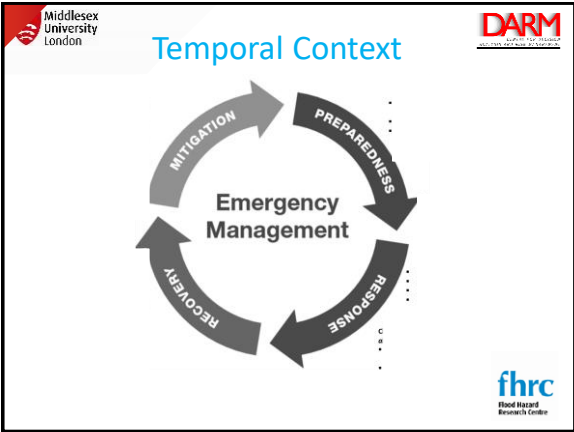 Middlesex
University
London
DARM
Temporal Context
MITIGATION
PREPAREDNESS
Emergency
Management
RECOVERY
RESPONSE
fhrc
Flood Hazard
Research Centre